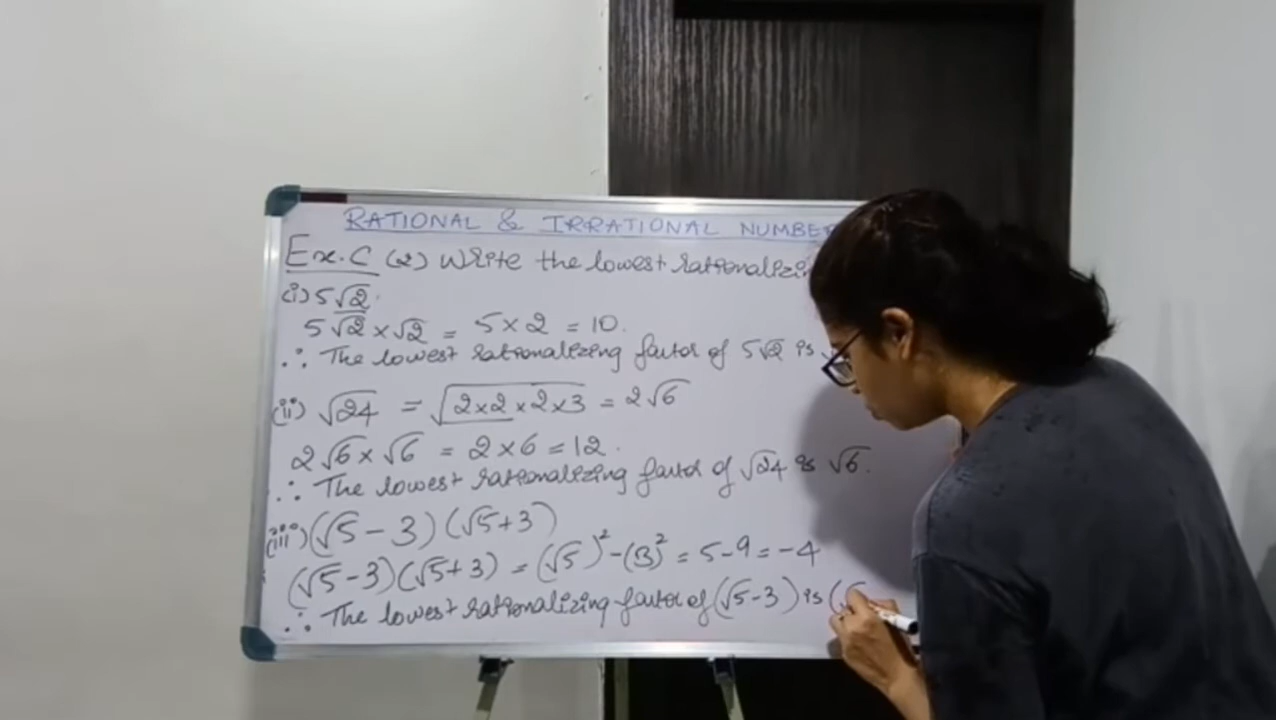 RATIONAL & IRRATIONAL NUMBER
Ex.C (2) Write the lowest rationalizin
(i) 5√2.
5√2 × √2 = 5 × 2 = 10.
∴ The lowest rationalizing factor of 5√2 is
(ii) √24 = √2×2×2×3 = 2√6
2√6 × √6 = 2 × 6 = 12.
∴ The lowest rationalizing factor of √24 is √6.
(iii) (√5 - 3) (√5+3)
(√5-3)(√5+3) = (√5)² - (3)² = 5-9 = -4
∴ The lowest rationalizing factor of (√5-3) is (√5